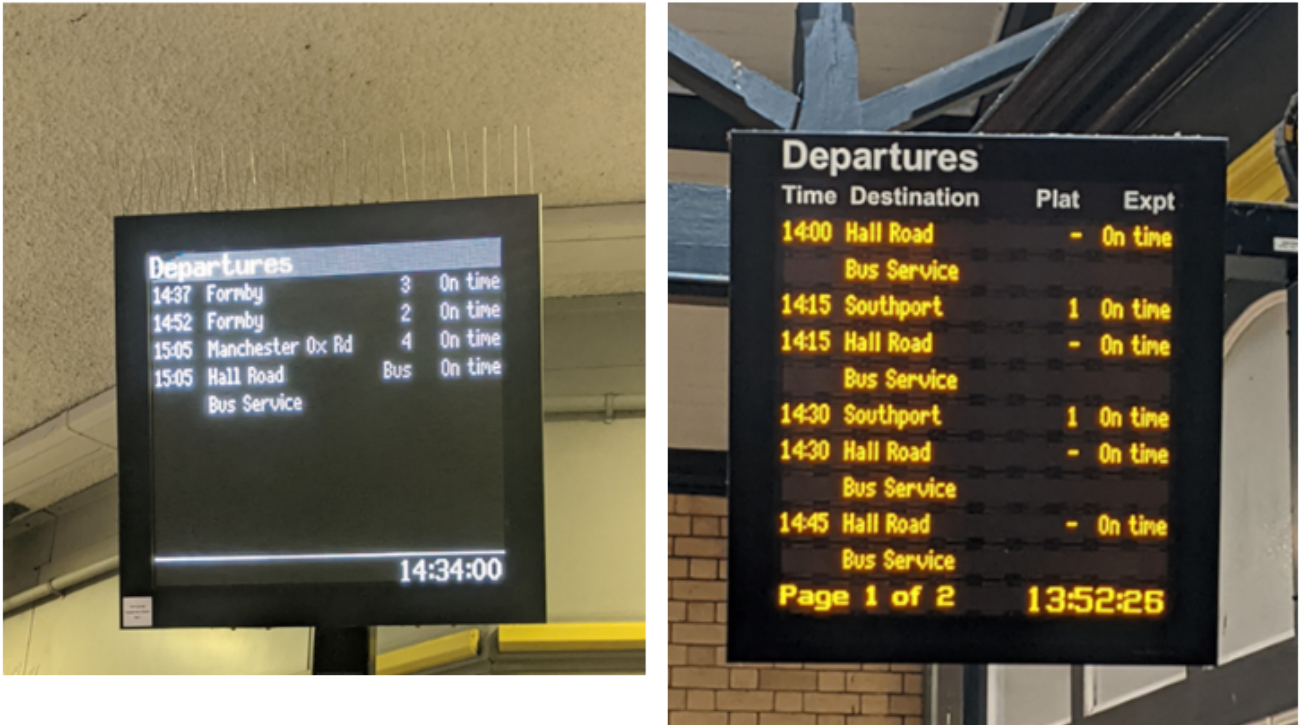 Departures
14:37 Formby 3 On time
14:52 Formby 2 On time
15:05 Manchester Ox Rd 4 On time
15:05 Hall Road Bus On time
Bus Service
14:34:00
Departures
Time Destination Plat Expt
14:00 Hall Road - On time
Bus Service
14:15 Southport 1 On time
14:15 Hall Road - On time
Bus Service
14:30 Southport 1 On time
14:30 Hall Road - On time
Bus Service
14:45 Hall Road - On time
Bus Service
Page 1 of 2 13:52:26